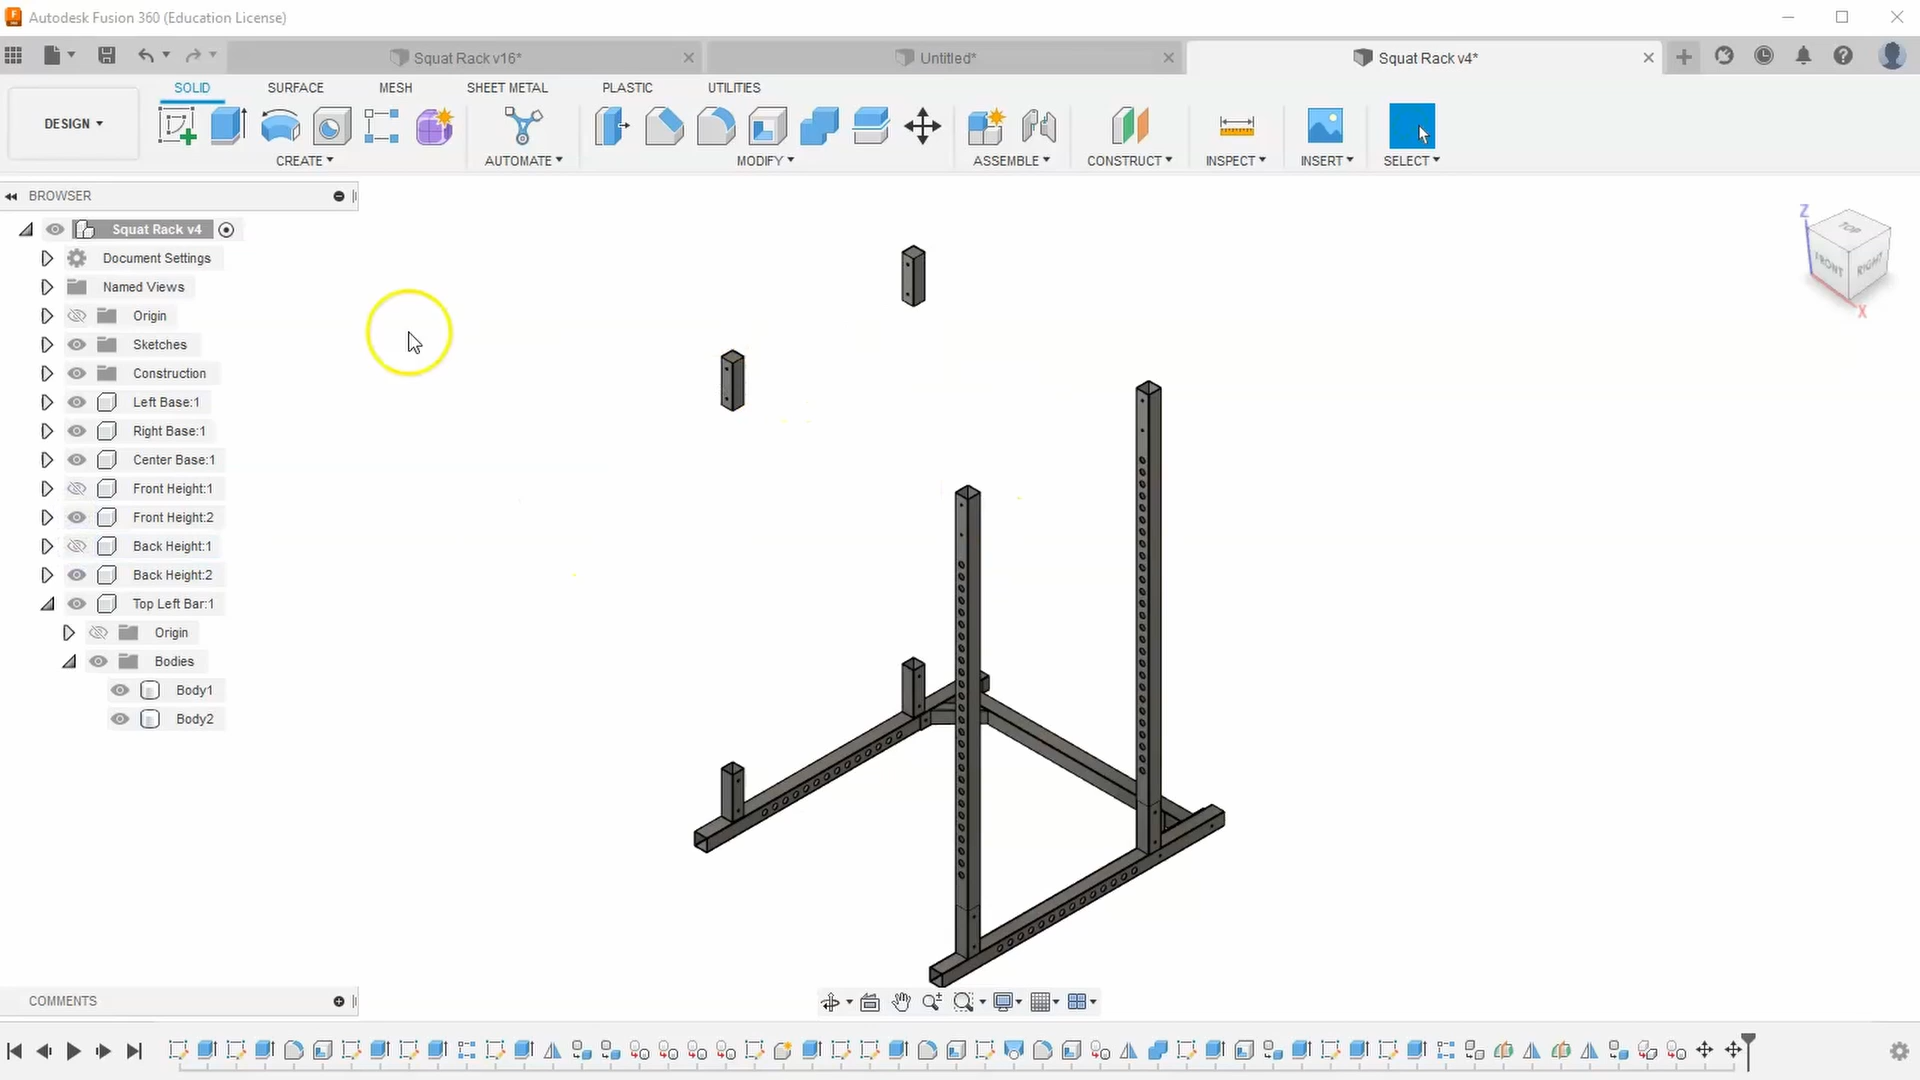 Autodesk Fusion 360 (Education License)
Squat Rack v16*
Untitled*
Squat Rack v4*
SOLID
SURFACE
MESH
SHEET METAL
PLASTIC
UTILITIES
DESIGN
CREATE
AUTOMATE
MODIFY
ASSEMBLE
CONSTRUCT
INSPECT
INSERT
SELECT
BROWSER
Squat Rack v4
Document Settings
Named Views
Origin
Sketches
Construction
Left Base:1
Right Base:1
Center Base:1
Front Height:1
Front Height:2
Back Height:1
Back Height:2
Top Left Bar:1
Origin
Bodies
Body1
Body2
Z
TOP
FRONT
RIGHT
X
COMMENTS